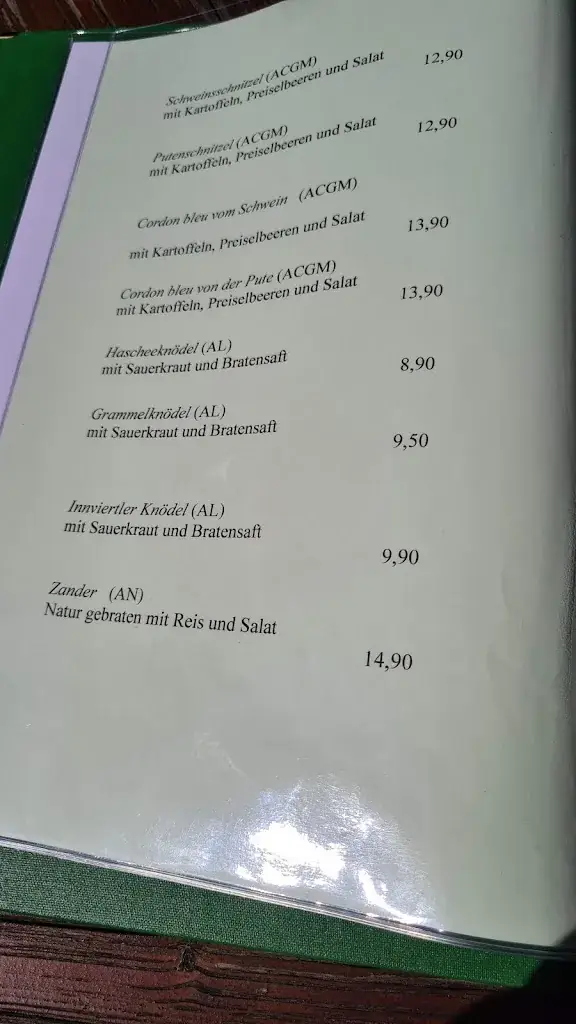 Schweinsschnitzel (ACGM)
mit Kartoffeln, Preiselbeeren und Salat 12,90
Putenschnitzel (ACGM)
mit Kartoffeln, Preiselbeeren und Salat 12,90
Cordon bleu vom Schwein (ACGM)
mit Kartoffeln, Preiselbeeren und Salat 13,90
Cordon bleu von der Pute (ACGM)
mit Kartoffeln, Preiselbeeren und Salat 13,90
Hascheeknödel (AL)
mit Sauerkraut und Bratensaft 8,90
Grammelknödel (AL)
mit Sauerkraut und Bratensaft 9,50
Innviertler Knödel (AL)
mit Sauerkraut und Bratensaft
9,90
Zander (AN)
Natur gebraten mit Reis und Salat
14,90